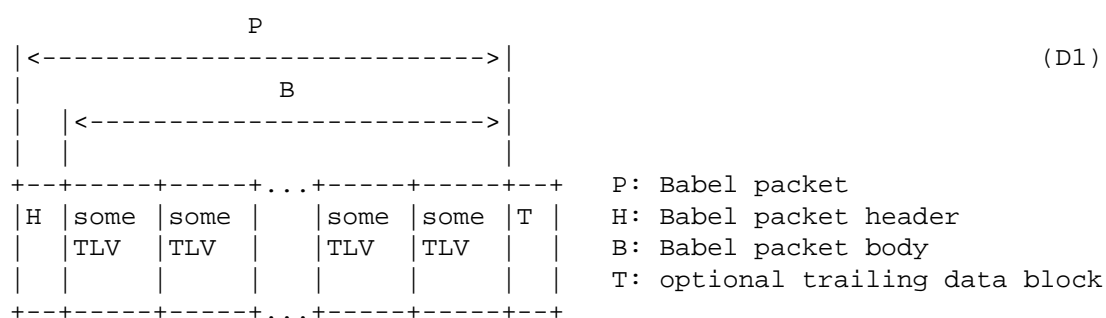 P
|<----------------------------->|                                   (D1)
|                    B          |
|  |<-------------------------->|
|  |                            |
+--+-----+-----+...+-----+-----+--+   P: Babel packet
|H |some |some |   |some |some |T |   H: Babel packet header
|  |TLV  |TLV  |   |TLV  |TLV  |  |   B: Babel packet body
|  |     |     |   |     |     |  |   T: optional trailing data block
+--+-----+-----+...+-----+-----+--+